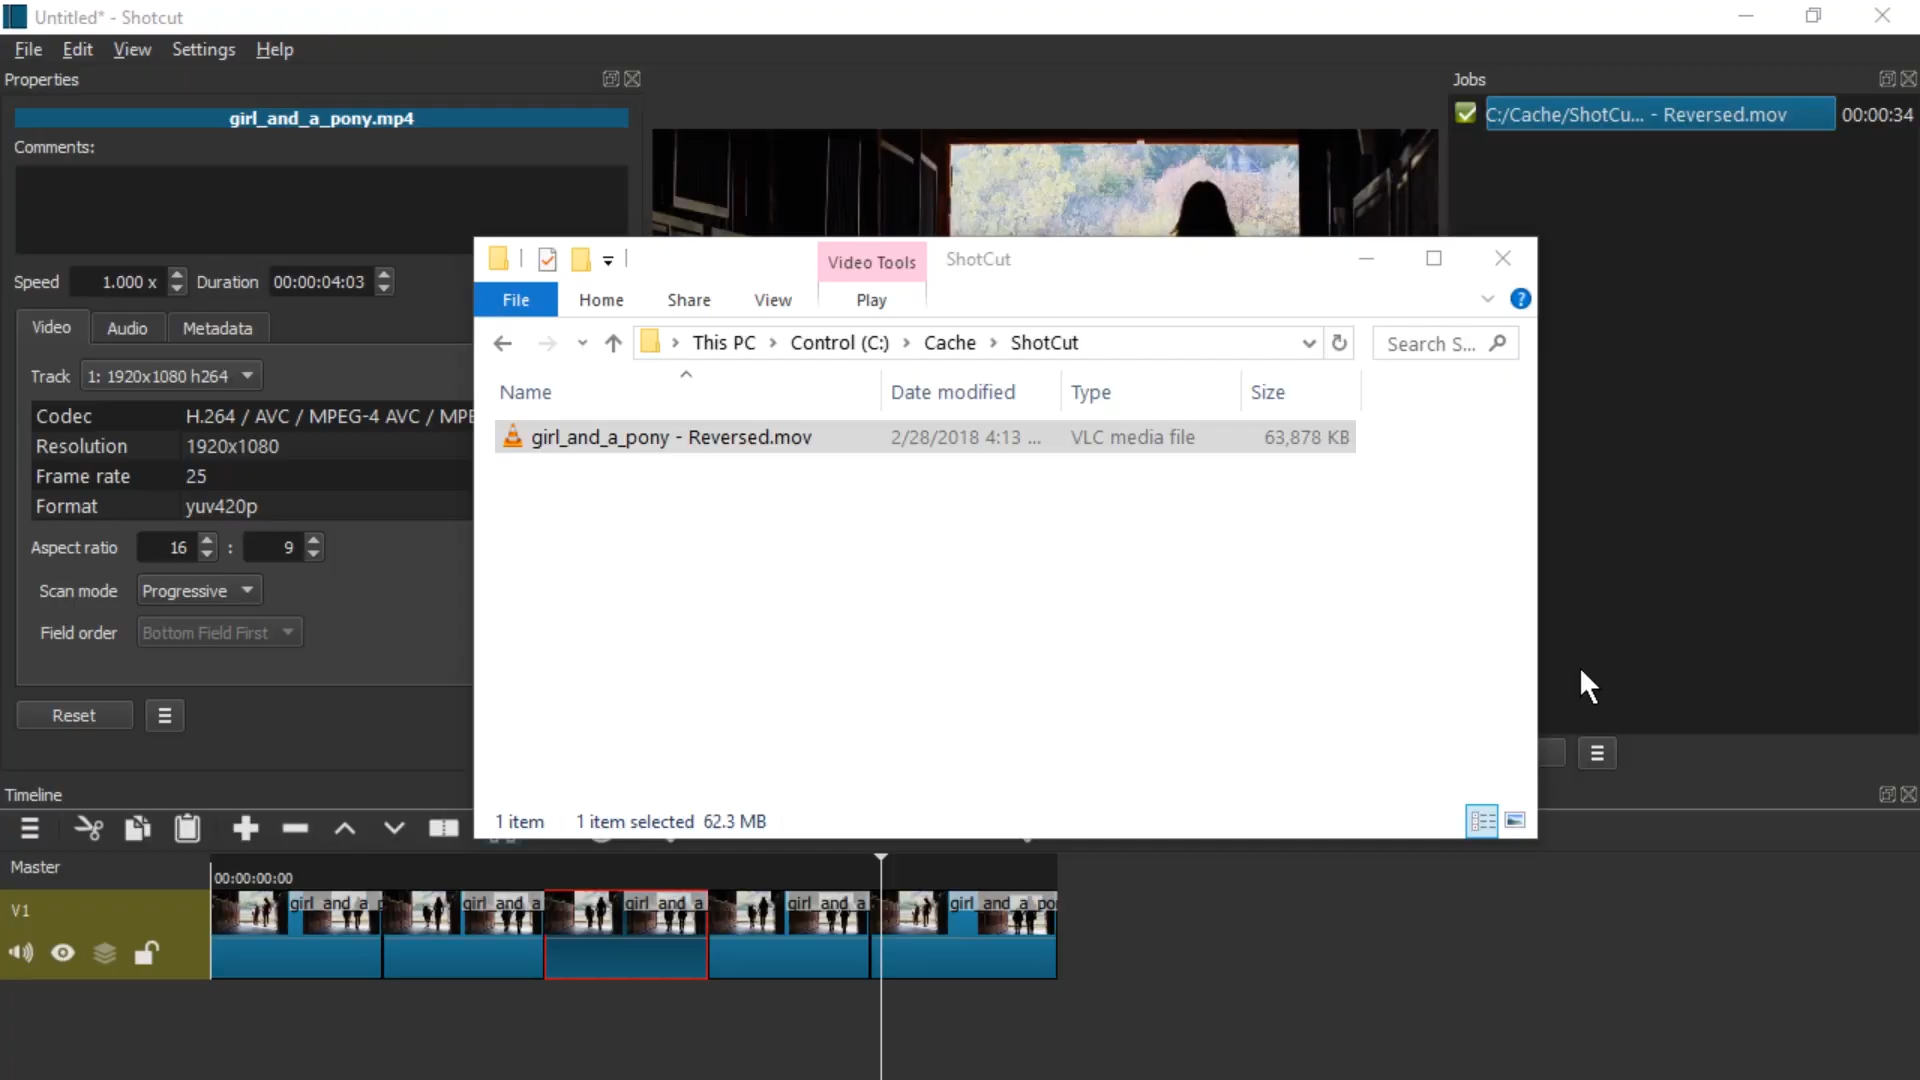 Untitled* - Shotcut
File Edit View Settings Help
Properties
Jobs
girl_and_a_pony.mp4
C:/Cache/ShotCu... - Reversed.mov 00:00:34
Comments:
Video Tools ShotCut
Speed 1.000 x Duration 00:00:04:03
File Home Share View Play
Video Audio Metadata
This PC Control (C:) Cache ShotCut
Search S...
Track 1: 1920x1080 h264
Name Date modified Type Size
Codec H.264 / AVC / MPEG-4 AVC / MPE
girl_and_a_pony - Reversed.mov 2/28/2018 4:13 ... VLC media file 63,878 KB
Resolution 1920x1080
Frame rate 25
Format yuv420p
Aspect ratio 16 : 9
Scan mode Progressive
Field order Bottom Field First
Reset
Timeline
1 item 1 item selected 62.3 MB
Master
00:00:00:00
V1
girl_and_a_p girl_and_a girl_and_a girl_and_a girl_and_a_po